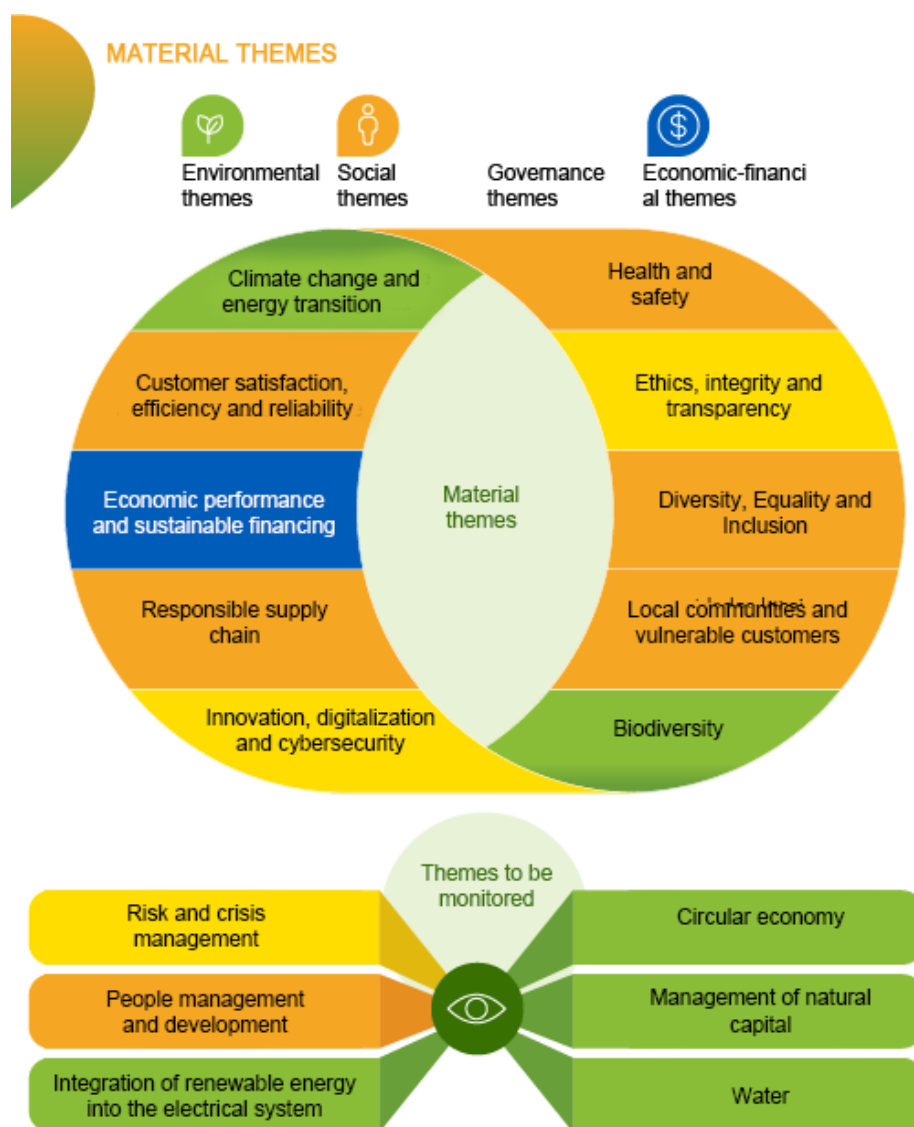 MATERIAL THEMES
Environmental
themes
Social
themes
Governance
themes
Economic-financi
al themes
Climate change and
energy transition
Health and
safety
Customer satisfaction,
efficiency and reliability
Ethics, integrity and
transparency
Economic performance
and sustainable financing
Material
themes
Diversity, Equality and
Inclusion
Responsible supply
chain
Local communities and
vulnerable customers
Innovation, digitalization
and cybersecurity
Biodiversity
Themes to be
monitored
Risk and crisis
management
Circular economy
People management
and development
Management of natural
capital
Integration of renewable energy
into the electrical system
Water